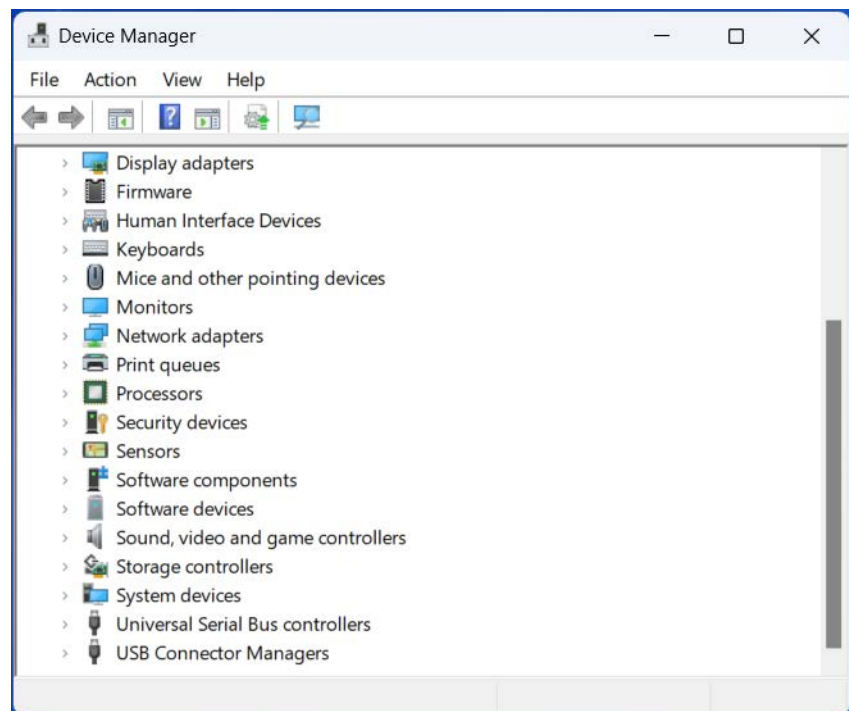 Device Manager
File Action View Help
Display adapters
Firmware
Human Interface Devices
Keyboards
Mice and other pointing devices
Monitors
Network adapters
Print queues
Processors
Security devices
Sensors
Software components
Software devices
Sound, video and game controllers
Storage controllers
System devices
Universal Serial Bus controllers
USB Connector Managers